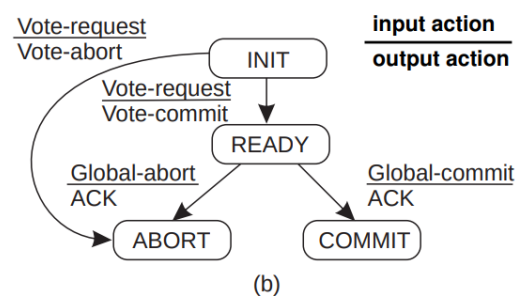 Vote-request
Vote-abort
INIT
input action
output action
Vote-request
Vote-commit
READY
Global-abort
ACK
Global-commit
ACK
ABORT
COMMIT
(b)